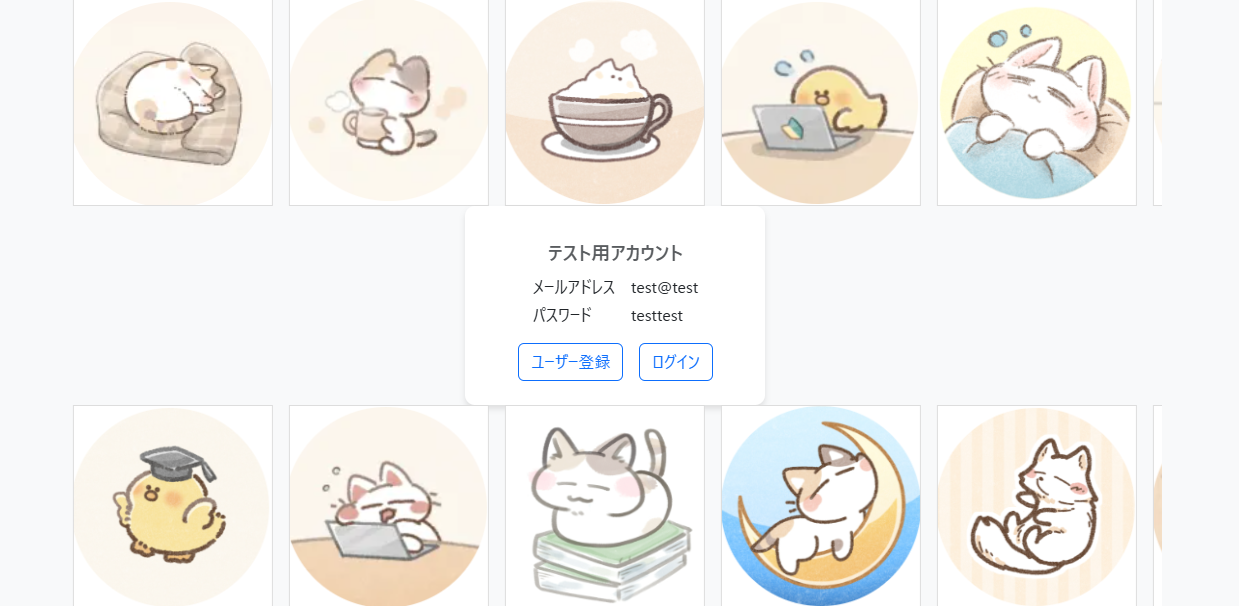 テスト用アカウント
メールアドレス test@test
パスワード testtest
ユーザー登録 ログイン